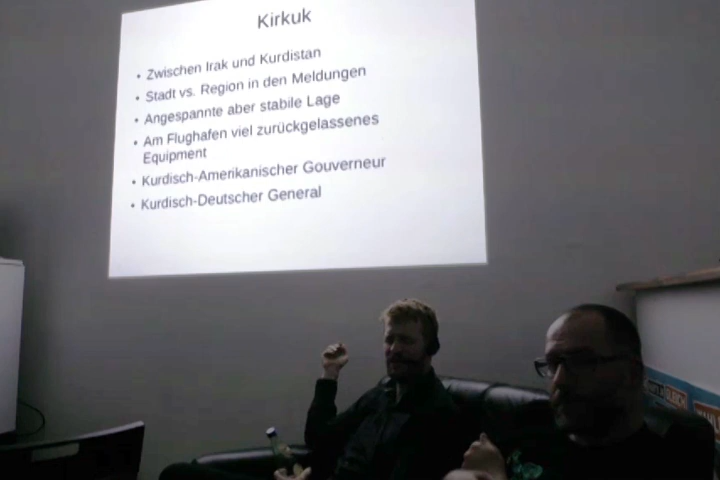 Kirkuk
• Zwischen Irak und Kurdistan
• Stadt vs. Region in den Meldungen
• Angespannte aber stabile Lage
• Am Flughafen viel zurückgelassenes
Equipment
• Kurdisch-Amerikanischer Gouverneur
• Kurdisch-Deutscher General